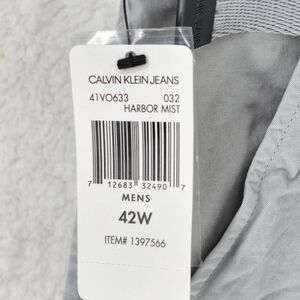 CALVIN KLEIN JEANS
41VO633 032
HARBOR MIST
7 12683 32490 7
MENS
42W
ITEM# 1397566